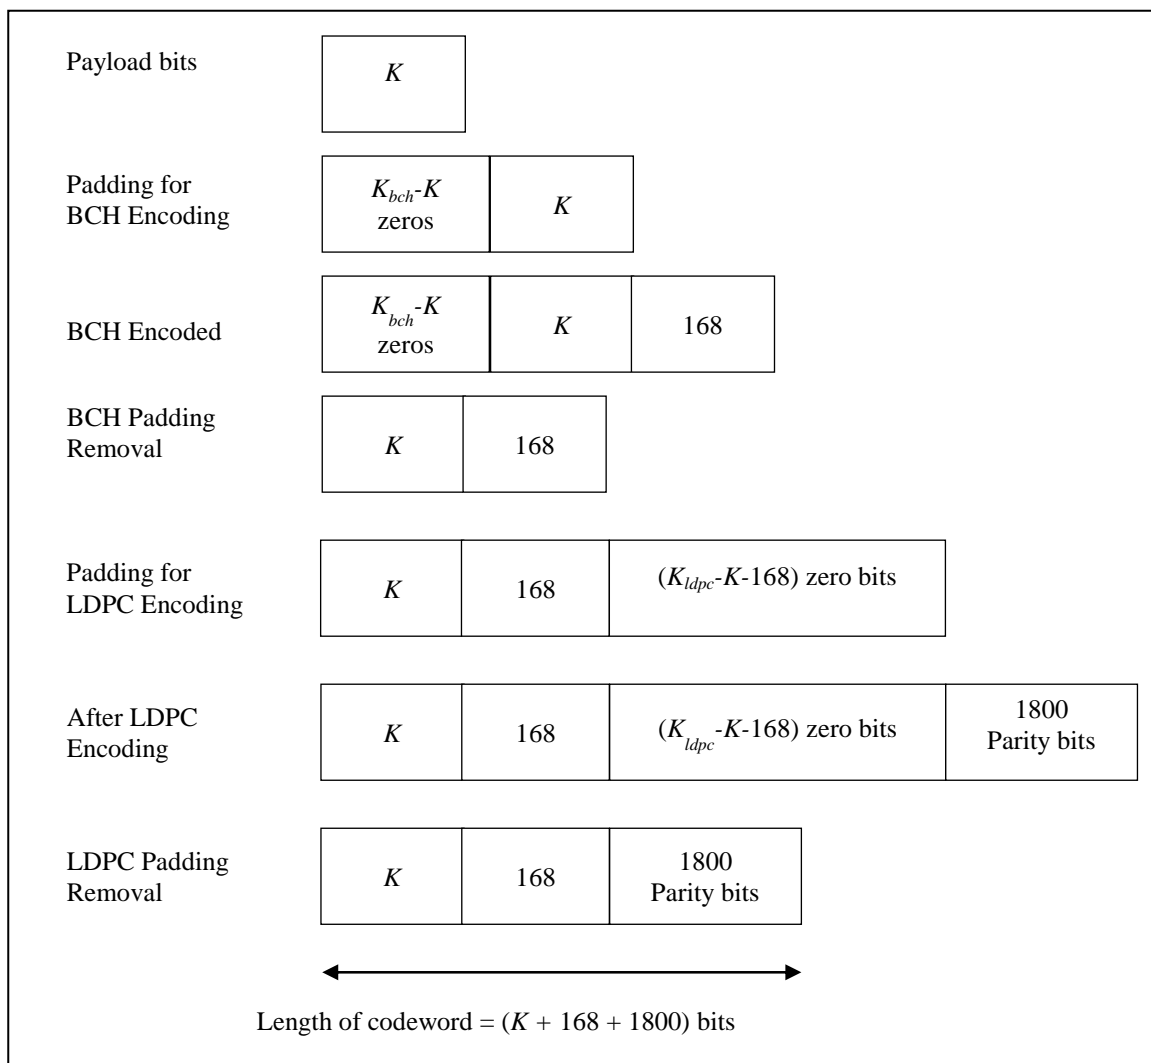 Payload bits
K
Padding for
BCH Encoding
K_bch-K
zeros
K
BCH Encoded
K_bch-K
zeros
K
168
BCH Padding
Removal
K
168
Padding for
LDPC Encoding
K
168
(K_ldpc-K-168) zero bits
After LDPC
Encoding
K
168
(K_ldpc-K-168) zero bits
1800
Parity bits
LDPC Padding
Removal
K
168
1800
Parity bits
Length of codeword = (K + 168 + 1800) bits